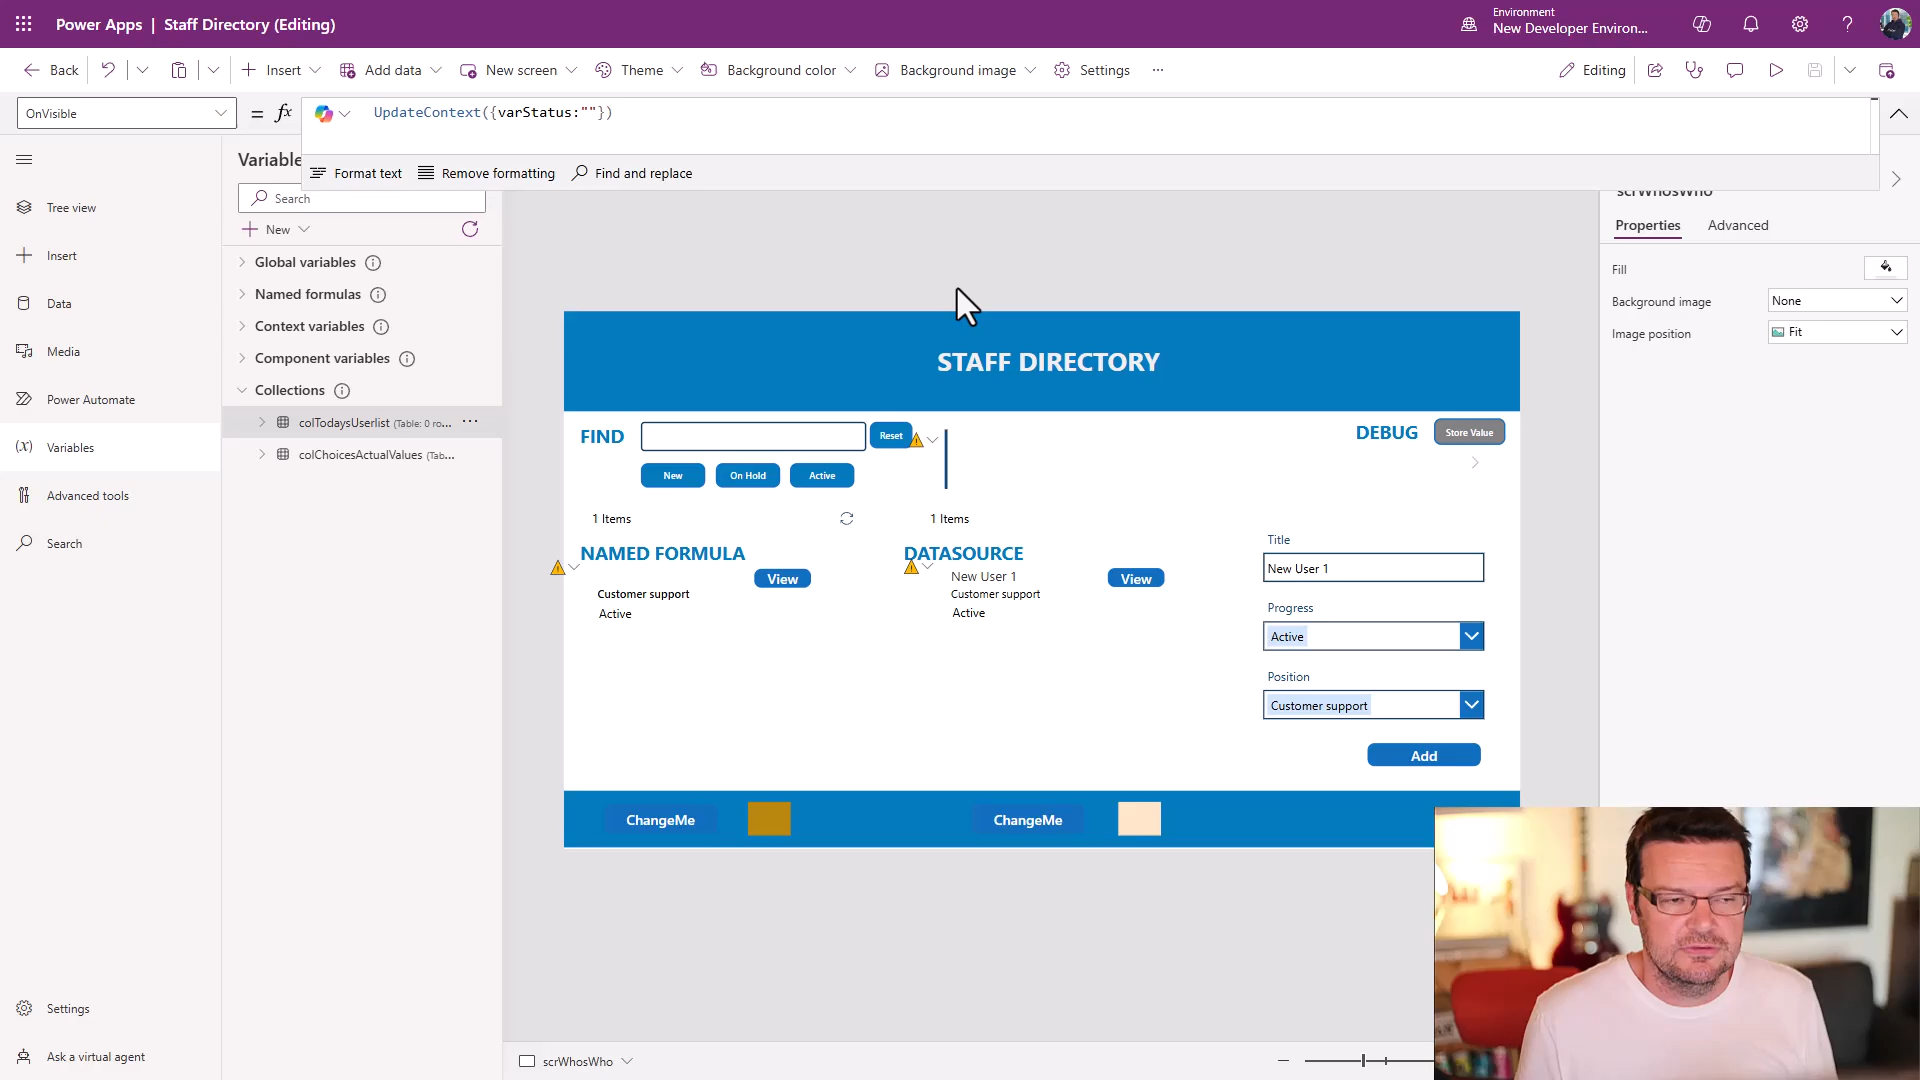 Power Apps | Staff Directory (Editing)
Environment
New Developer Environ...
Back
Insert
Add data
New screen
Theme
Background color
Background image
Settings
...
Editing
OnVisible
= fx
UpdateContext({varStatus:""})
Format text
Remove formatting
Find and replace
Tree view
Insert
Data
Media
Power Automate
Variables
Advanced tools
Search
Settings
Ask a virtual agent
Variable
Search
New
Global variables
Named formulas
Context variables
Component variables
Collections
colTodaysUserlist (Table: 0 ro...
colChoicesActualValues (Tab...
STAFF DIRECTORY
FIND
Reset
DEBUG
Store Value
New
On Hold
Active
1 Items
1 Items
NAMED FORMULA
View
Customer support
Active
DATASOURCE
New User 1
View
Customer support
Active
Title
New User 1
Progress
Active
Position
Customer support
Add
ChangeMe
ChangeMe
scrWhosWho
scrWhosWho
Properties
Advanced
Fill
Background image
None
Image position
Fit